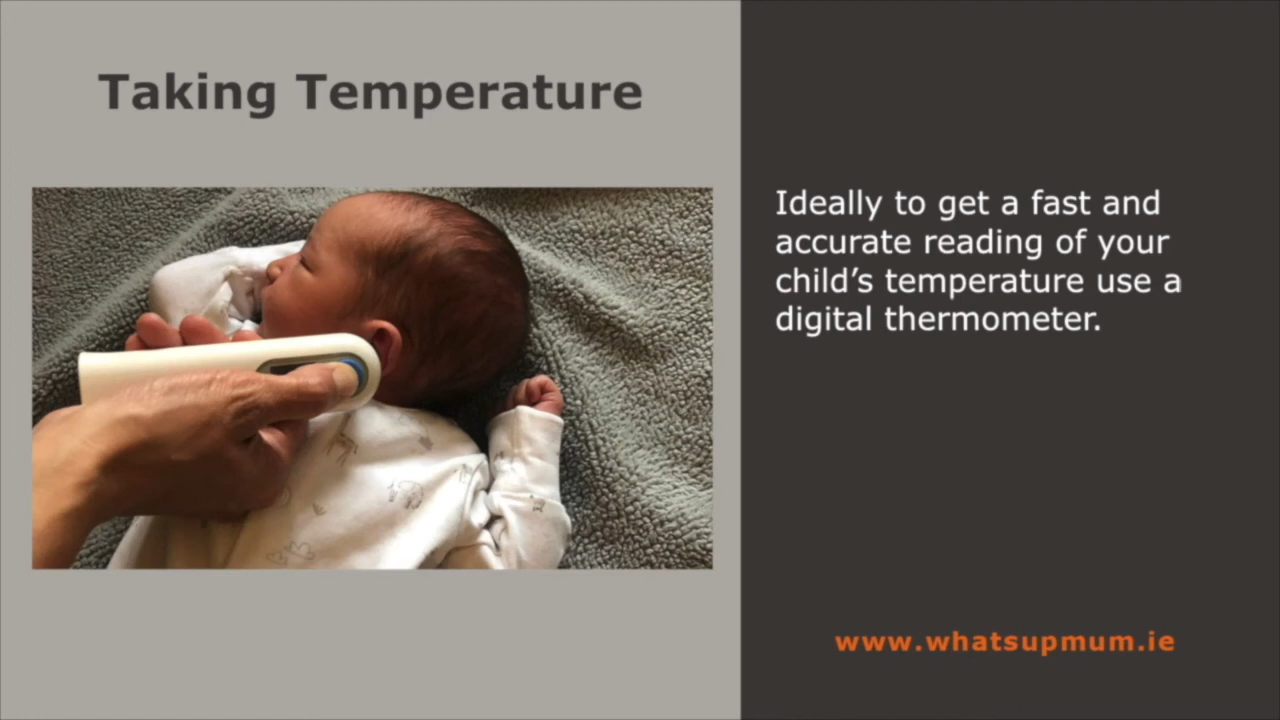 Taking Temperature
Ideally to get a fast and
accurate reading of your
child’s temperature use a
digital thermometer.
www.whatsupmum.ie